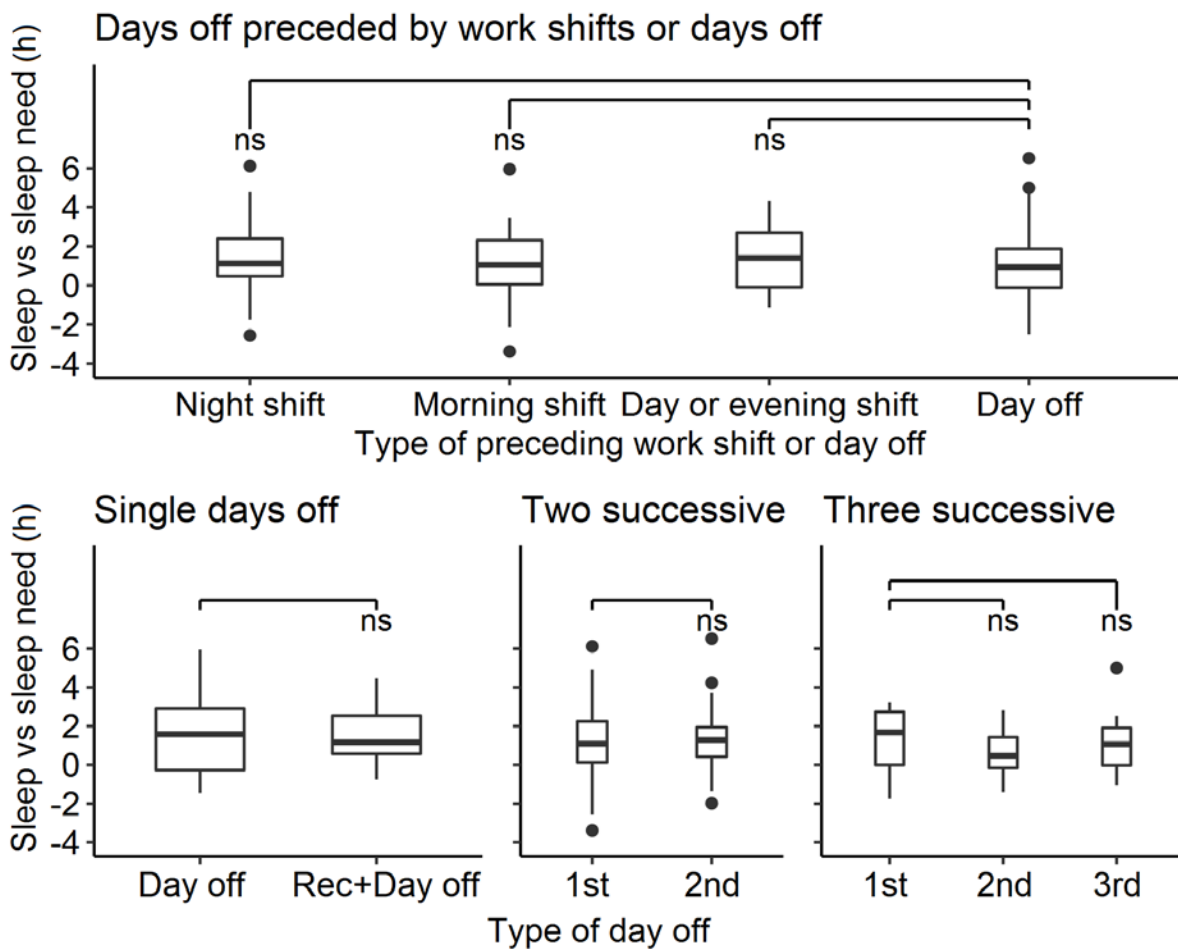 Days off preceded by work shifts or days off
Sleep vs sleep need (h)
ns ns ns
6
4
2
0
-2
-4
Night shift Morning shift Day or evening shift Day off
Type of preceding work shift or day off
Single days off Two successive Three successive
Sleep vs sleep need (h)
ns ns ns ns
6
4
2
0
-2
-4
Day off Rec+Day off 1st 2nd 1st 2nd 3rd
Type of day off